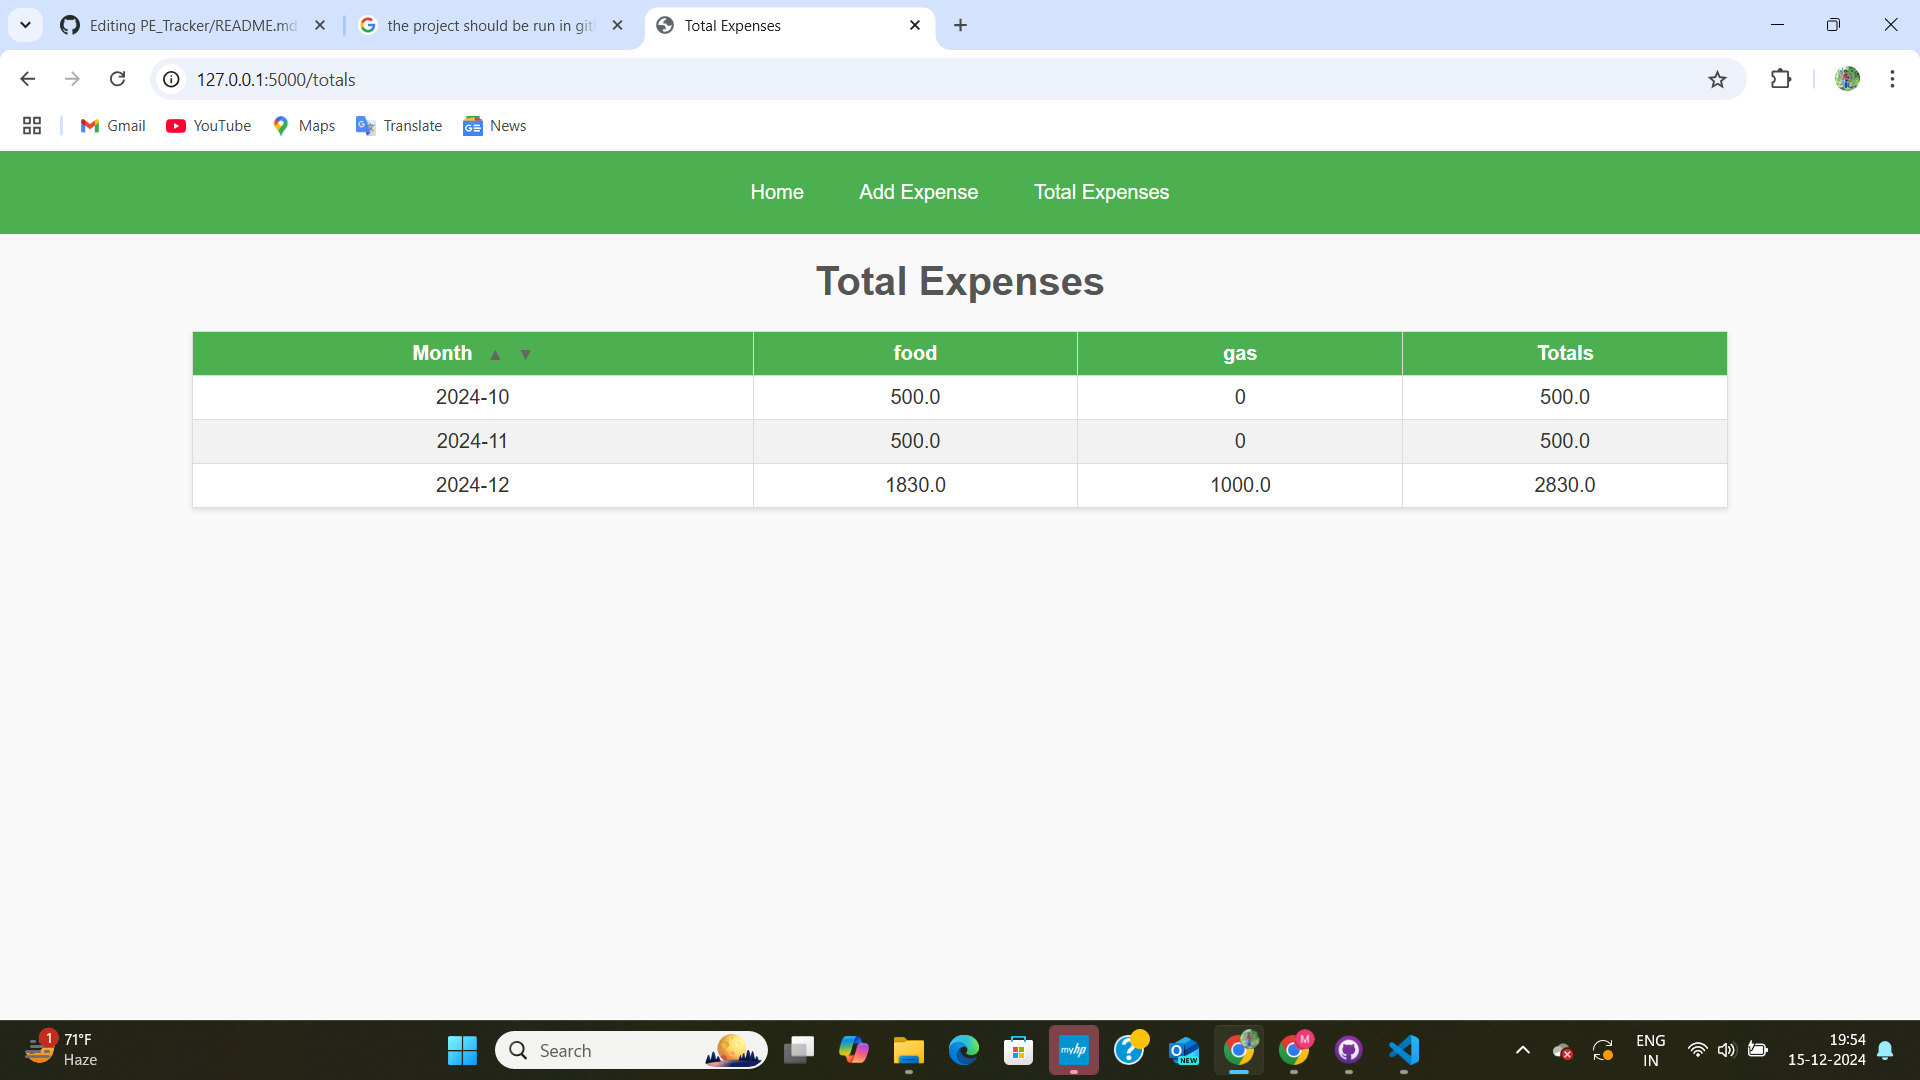 Editing PE_Tracker/README.md
the project should be run in git
Total Expenses
127.0.0.1:5000/totals
Gmail YouTube Maps Translate News
Home Add Expense Total Expenses
Total Expenses
Month ▲ ▼ food gas Totals
2024-10 500.0 0 500.0
2024-11 500.0 0 500.0
2024-12 1830.0 1000.0 2830.0
1
71°F
Haze
Search
myhp
NEW
M
ENG
IN
19:54
15-12-2024